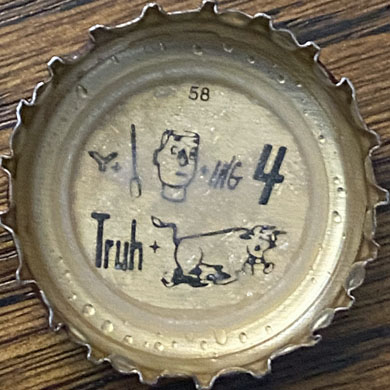 58
Y+ +ING 4
Truh +